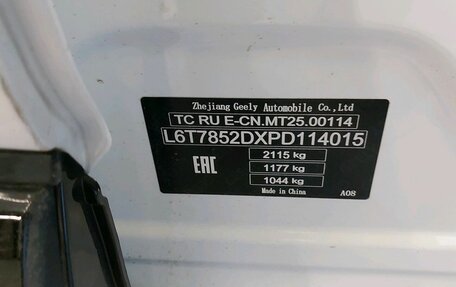 Zhejiang Geely Automobile Co.,Ltd
TC RU E-CN.MT25.00114
L6T7852DXPD114015
EAC
2115 kg
1177 kg
1044 kg
Made in China
A08